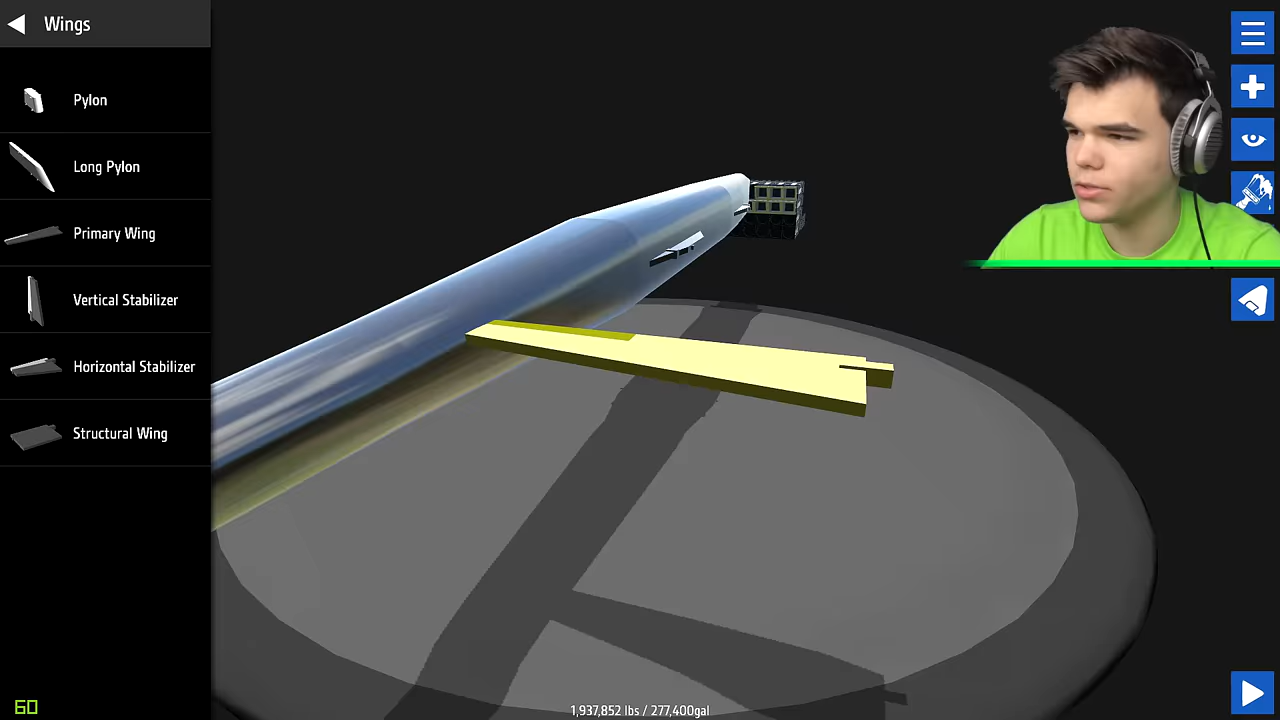 Wings
Pylon
Long Pylon
Primary Wing
Vertical Stabilizer
Horizontal Stabilizer
Structural Wing
60
1,937,852 lbs / 277,400gal